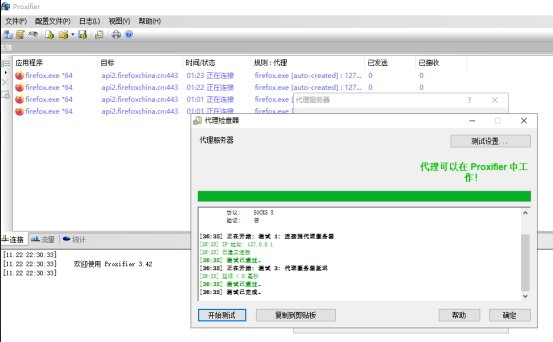 Proxifier
文件(F) 配置文件(P) 日志(L) 视图(V) 帮助(H)
连接
应用程序 目标 时间/状态 规则 : 代理 已发送 已接收
firefox.exe *64 api2.firefoxchina.cn:443 01:23 正在连接 firefox.exe [auto-created] : 127... 0 0
firefox.exe *64 api2.firefoxchina.cn:443 01:22 正在连接 firefox.exe [auto-created] : 127... 0 0
firefox.exe *64 api2.firefoxchina.cn:443 01:01 正在连接 firefox.exe [
firefox.exe *64 api2.firefoxchina.cn:443 01:01 正在连接 firefox.exe [
代理服务器 ?
代理检查器
代理服务器
测试设置...
代理可以在 Proxifier 中工
作!
协议: SOCKS 5
验证: 否
[36:35] 正在开始: 测试 1: 连接到代理服务器
[36:35] IP 地址: 127.0.0.1
[36:35] 已建立连接
[36:35] 测试已通过。
[36:35] 正在开始: 测试 3: 代理服务器延迟
[36:35] 延迟 < 0 毫秒
[36:35] 测试已通过。
[36:35] 测试已完成。
开始测试 复制到剪贴板 帮助 确定
连接 流量 统计
[11.22 22:30:33]
[11.22 22:30:33] 欢迎使用 Proxifier 3.42
[11.22 22:30:33]